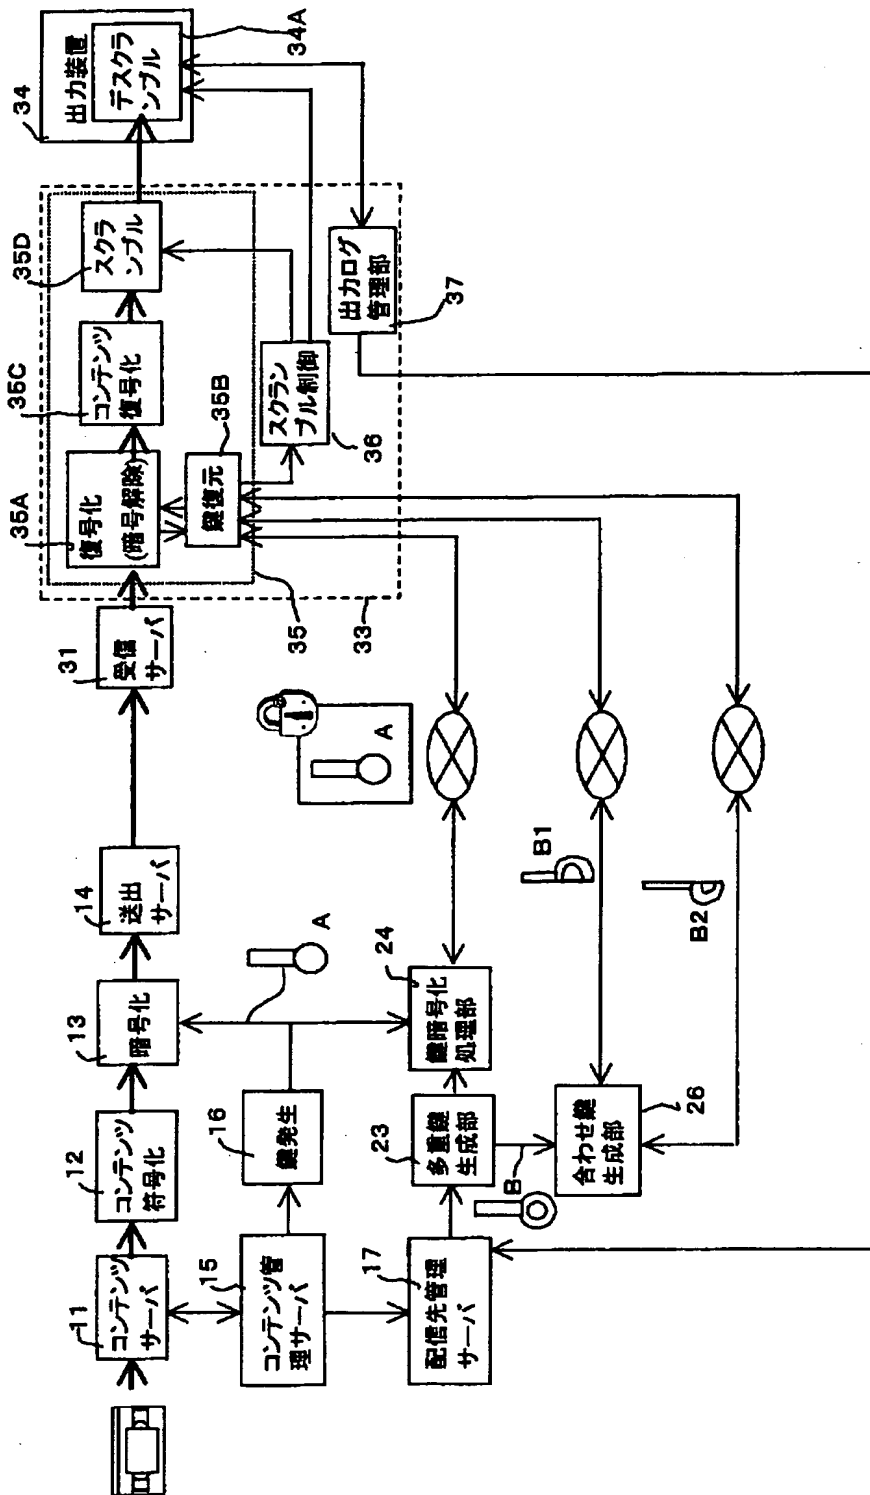 11
コンテンツ
サーバ
12
コンテンツ
符号化
13
暗号化
14
送出
サーバ
31
受信
サーバ
35A
復号化
(暗号解除)
35C
コンテンツ
復号化
35D
スクラ
ンブル
34
出力装置
デスクラ
ンブル
34A
15
コンテンツ管
理サーバ
16
鍵発生
A
A
35
33
35B
鍵復元
スクラン
ブル制御
36
出力ログ
管理部
37
17
配信先管理
サーバ
23
多重鍵
生成部
24
鍵暗号化
処理部
B
合わせ鍵
生成部
26
B1
B2